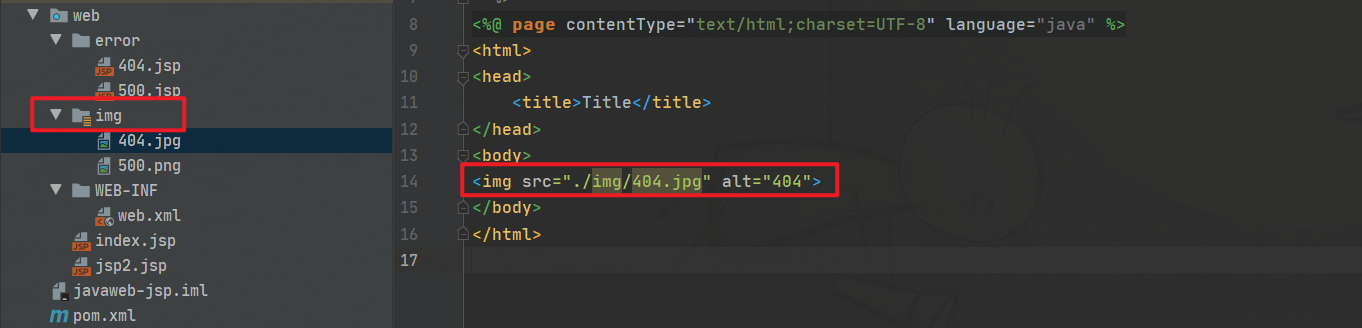 web
error
404.jsp
500.jsp
img
404.jpg
500.png
WEB-INF
web.xml
index.jsp
jsp2.jsp
javaweb-jsp.iml
pom.xml
8 <%@ page contentType="text/html;charset=UTF-8" language="java" %>
9 <html>
10 <head>
11 <title>Title</title>
12 </head>
13 <body>
14 <img src="./img/404.jpg" alt="404">
15 </body>
16 </html>
17